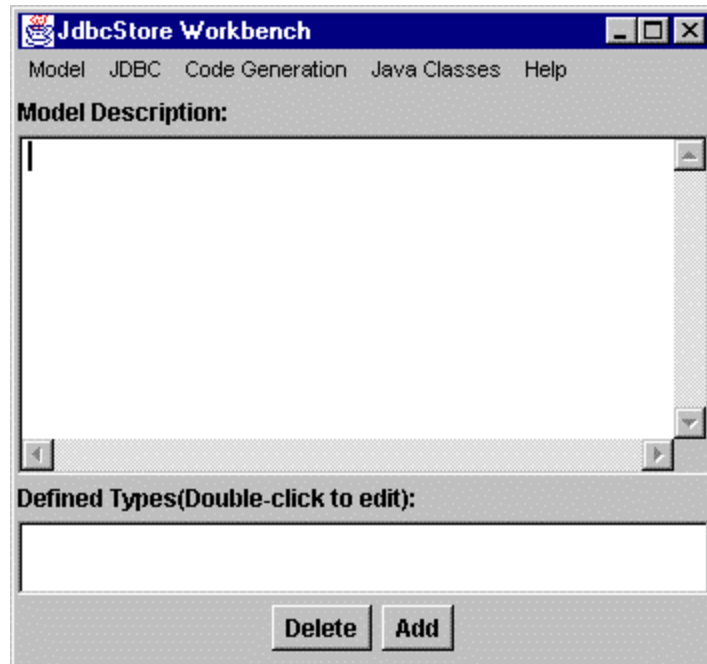 JdbcStore Workbench
Model JDBC Code Generation Java Classes Help
Model Description:
Defined Types(Double-click to edit):
Delete Add